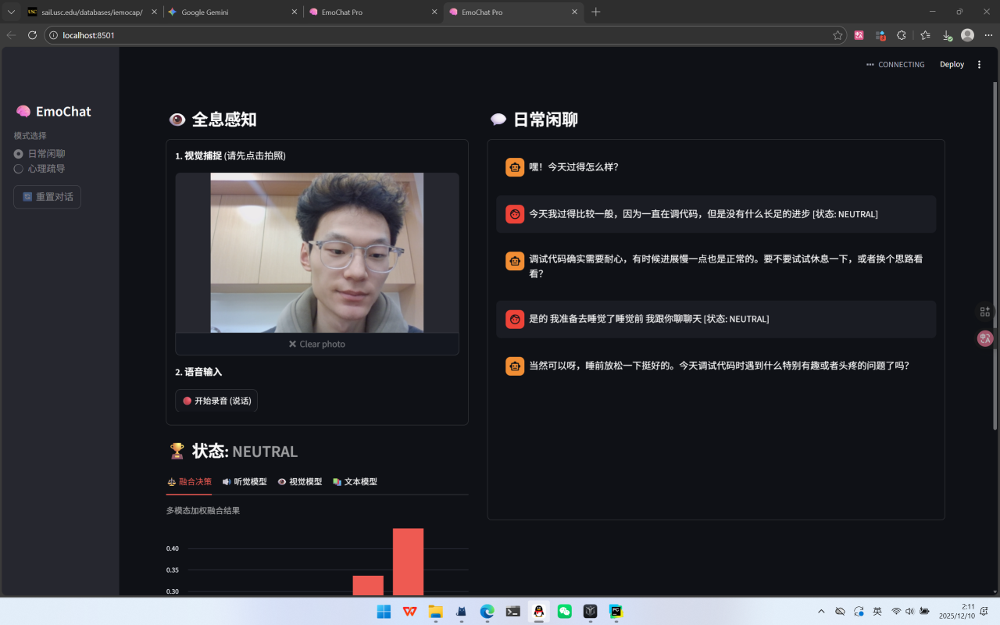 sail.usc.edu/databases/iemocap/
Google Gemini
EmoChat Pro
EmoChat Pro
localhost:8501
CONNECTING
Deploy
EmoChat
模式选择
日常闲聊
心理疏导
重置对话
全息感知
1. 视觉捕捉 (请先点击拍照)
Clear photo
2. 语音输入
开始录音 (说话)
状态: NEUTRAL
融合决策
听觉模型
视觉模型
文本模型
多模态加权融合结果
0.40
0.35
0.30
日常闲聊
嘿！今天过得怎么样？
今天我过得比较一般，因为一直在调代码，但是没有什么长足的进步 [状态: NEUTRAL]
调试代码确实需要耐心，有时候进展慢一点也是正常的。要不要试试休息一下，或者换个思路看
看？
是的 我准备去睡觉了睡觉前 我跟你聊聊天 [状态: NEUTRAL]
当然可以呀，睡前放松一下挺好的。今天调试代码时遇到什么特别有趣或者头疼的问题了吗？
英
2:11
2025/12/10